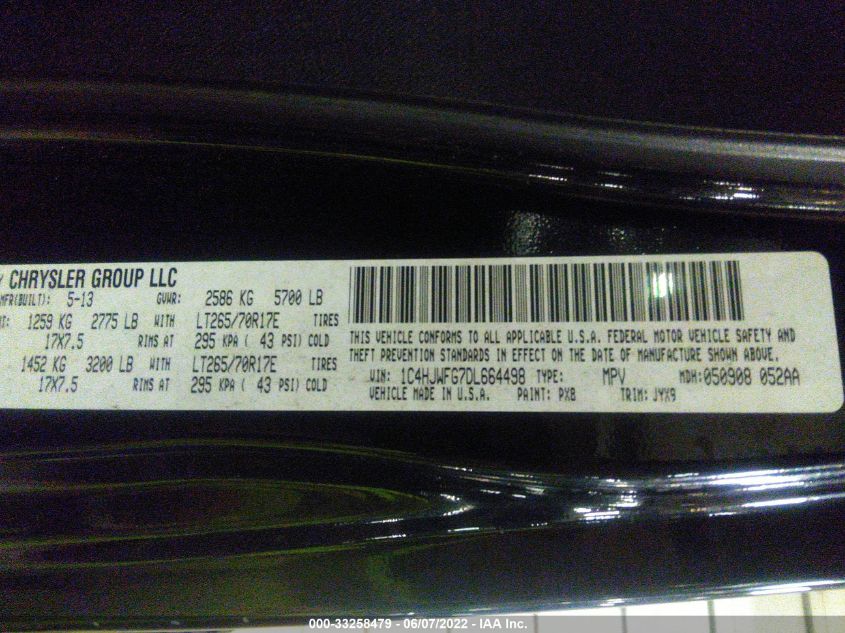 CHRYSLER GROUP LLC
MFR(BUILT): 5-13 GVWR: 2586 KG 5700 LB
1259 KG 2775 LB WITH LT265/70R17E TIRES
17X7.5 RIMS AT 295 KPA ( 43 PSI) COLD
1452 KG 3200 LB WITH LT265/70R17E TIRES
17X7.5 RIMS AT 295 KPA ( 43 PSI) COLD
THIS VEHICLE CONFORMS TO ALL APPLICABLE U.S.A. FEDERAL MOTOR VEHICLE SAFETY AND
THEFT PREVENTION STANDARDS IN EFFECT ON THE DATE OF MANUFACTURE SHOWN ABOVE.
VIN: 1C4HJWFG7DL664498 TYPE: MPV MDH:050908 052AA
VEHICLE MADE IN U.S.A. PAINT: PX8 TRIM: JYX9
000-33258479 - 06/07/2022 - IAA Inc.